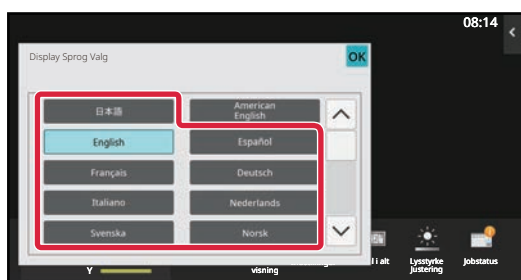 08:14
Display Sprog Valg
OK
日本語
American
English
English
Español
Français
Deutsch
Italiano
Nederlands
Svenska
Norsk
Y
visning
l i alt
Lysstyrke
Justering
Jobstatus